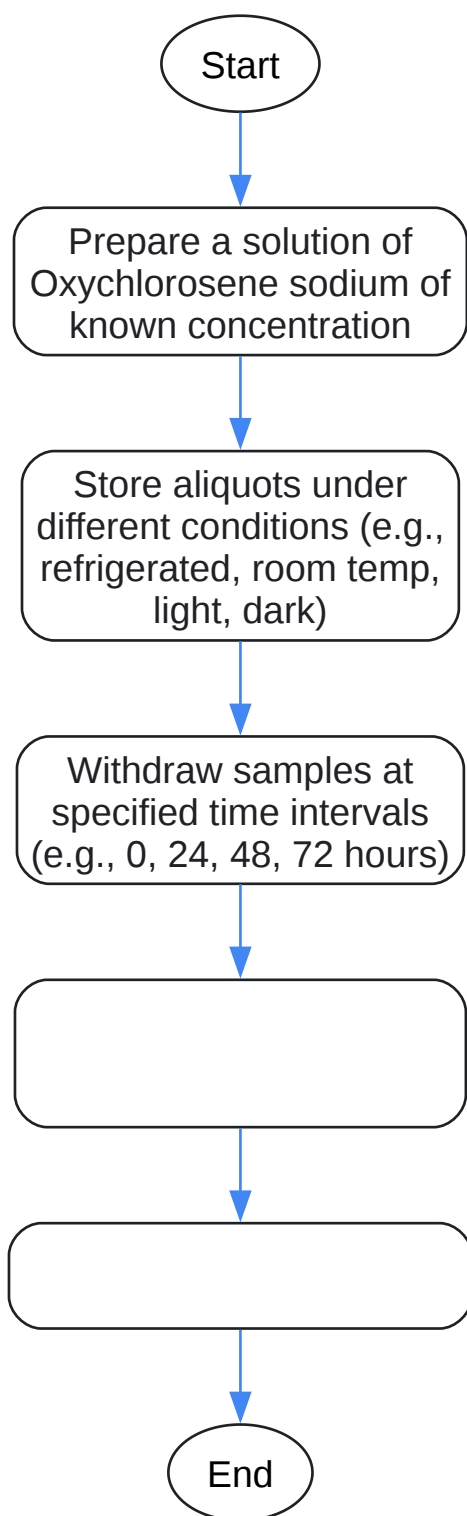 Start
Prepare a solution of
Oxychlorosene sodium of
known concentration
Store aliquots under
different conditions (e.g.,
refrigerated, room temp,
light, dark)
Withdraw samples at
specified time intervals
(e.g., 0, 24, 48, 72 hours)
End